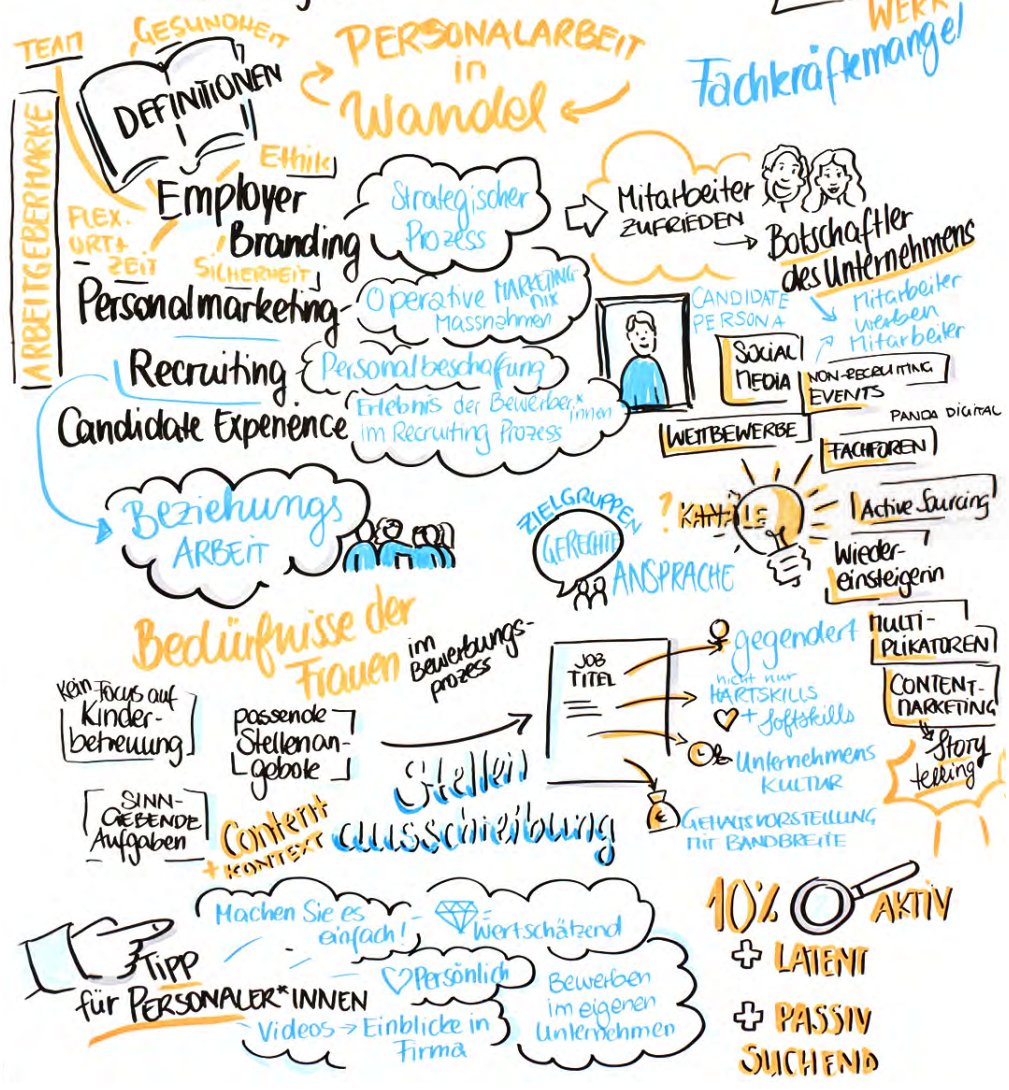 WERK
Fachkräftemangel
PERSONALARBEIT
in
Wandel
TEAM
GESUNDHEIT
DEFINITIONEN
ARBEITGEBERMARKE
Ethik
FLEX.
ORT+
ZEIT
SICHERHEIT
Employer
Branding
Strategischer
Prozess
Mitarbeiter
ZUFRIEDEN
Botschaftler
des Unternehmens
Mitarbeiter
werben
Mitarbeiter
Personalmarketing
Operative MARKETING
MIX
MASSNAHMEN
Recruiting
Personalbeschaffung
Candidate Experience
Erlebnis der Bewerber*
innen
im Recruiting Prozess
CANDIDATE
PERSONA
SOCIAL
MEDIA
NON-RECRUITING
EVENTS
PANDA DIGITAL
WETTBEWERBE
FACHFOREN
Beziehungs
ARBEIT
ZIELGRUPPEN
GERECHTE
ANSPRACHE
? KANÄLE
Active Sourcing
Wieder-
einsteigerin
MULTI-
PLIKATOREN
CONTENT-
MARKETING
Story
telling
Bedürfnisse der
Frauen
im
Bewerbungs-
prozess
Kein Focus auf
Kinder-
betreuung
passende
Stellenan-
gebote
SINN-
GEBENDE
Aufgaben
Content
+ KONTEXT
Stellen
ausschreibung
JOB
TITEL
gegendert
nicht nur
HARTSKILLS
+ Softskills
Unternehmens
KULTUR
€
GEHALTSVORSTELLUNG
MIT BANDBREITE
TIPP
für PERSONALER*INNEN
Machen Sie es
einfach!
Wertschätzend
Persönlich
Videos → Einblicke in
Firma
Bewerben
im eigenen
Unternehmen
10% AKTIV
+ LATENT
+ PASSIV
SUCHEND